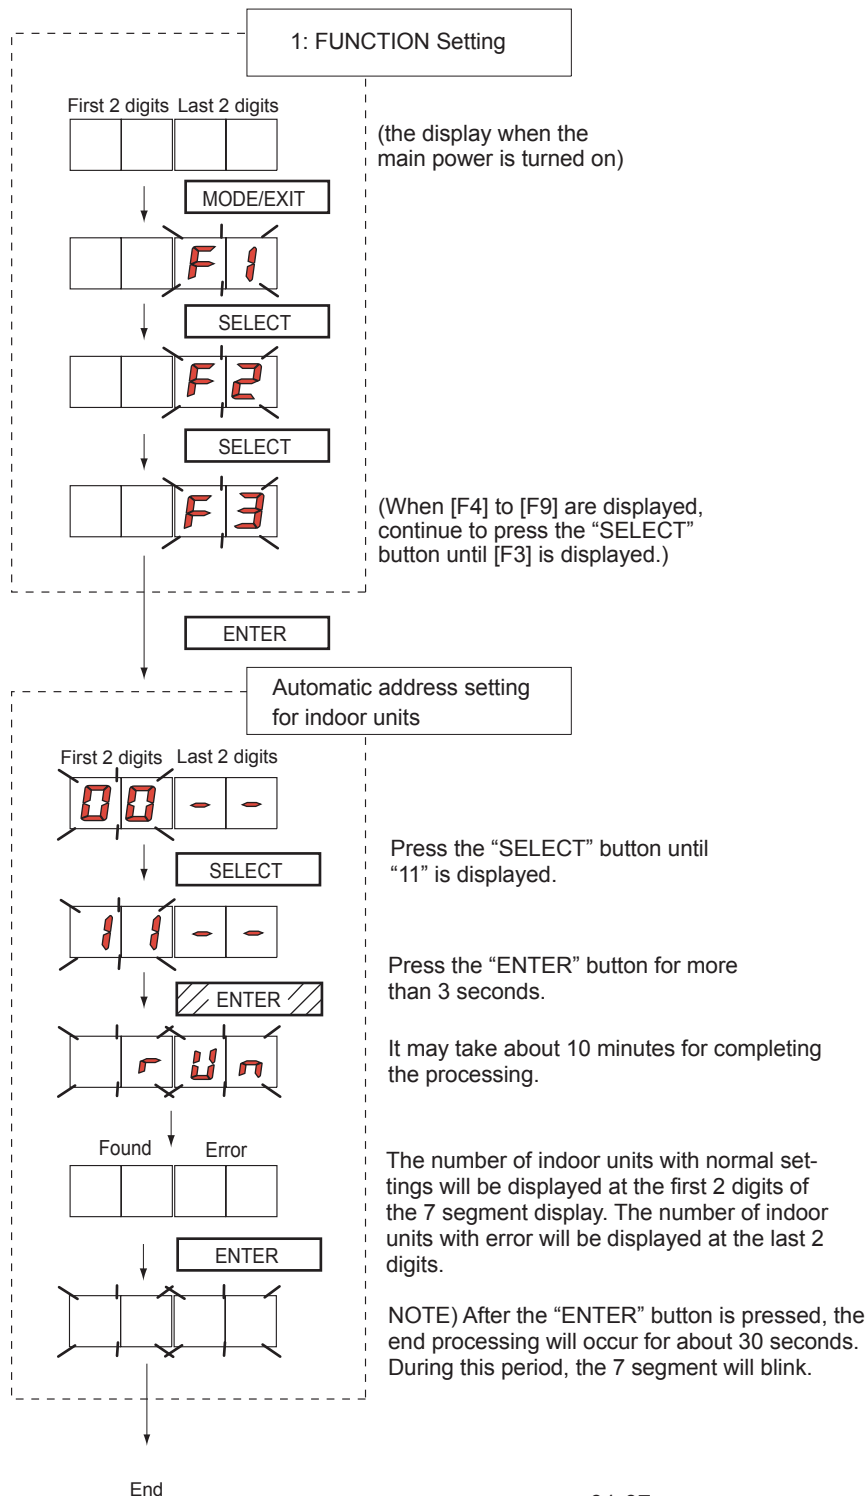 1: FUNCTION Setting
First 2 digits Last 2 digits
(the display when the
main power is turned on)
MODE/EXIT
F1
SELECT
F2
SELECT
F3
(When [F4] to [F9] are displayed,
continue to press the “SELECT”
button until [F3] is displayed.)
ENTER
Automatic address setting
for indoor units
First 2 digits Last 2 digits
00 - -
SELECT
Press the “SELECT” button until
“11” is displayed.
11 - -
ENTER
Press the “ENTER” button for more
than 3 seconds.
rUn
It may take about 10 minutes for completing
the processing.
Found Error
The number of indoor units with normal set-
tings will be displayed at the first 2 digits of
the 7 segment display. The number of indoor
units with error will be displayed at the last 2
digits.
ENTER
NOTE) After the “ENTER” button is pressed, the
end processing will occur for about 30 seconds.
During this period, the 7 segment will blink.
End